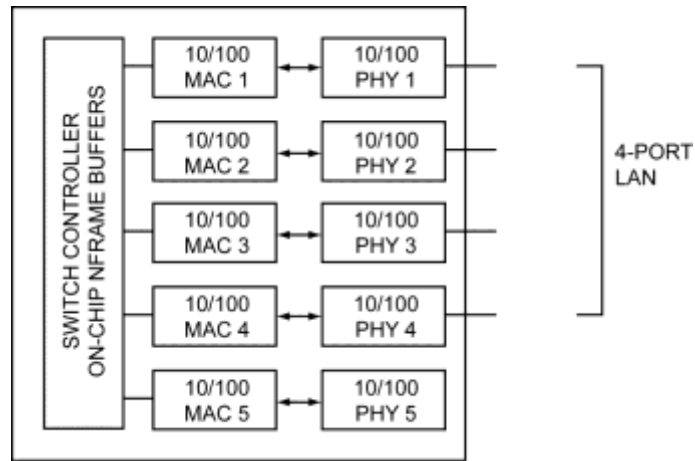 SWITCH CONTROLLER
ON-CHIP NFRAME BUFFERS
10/100
MAC 1
10/100
PHY 1
10/100
MAC 2
10/100
PHY 2
10/100
MAC 3
10/100
PHY 3
10/100
MAC 4
10/100
PHY 4
10/100
MAC 5
10/100
PHY 5
4-PORT
LAN